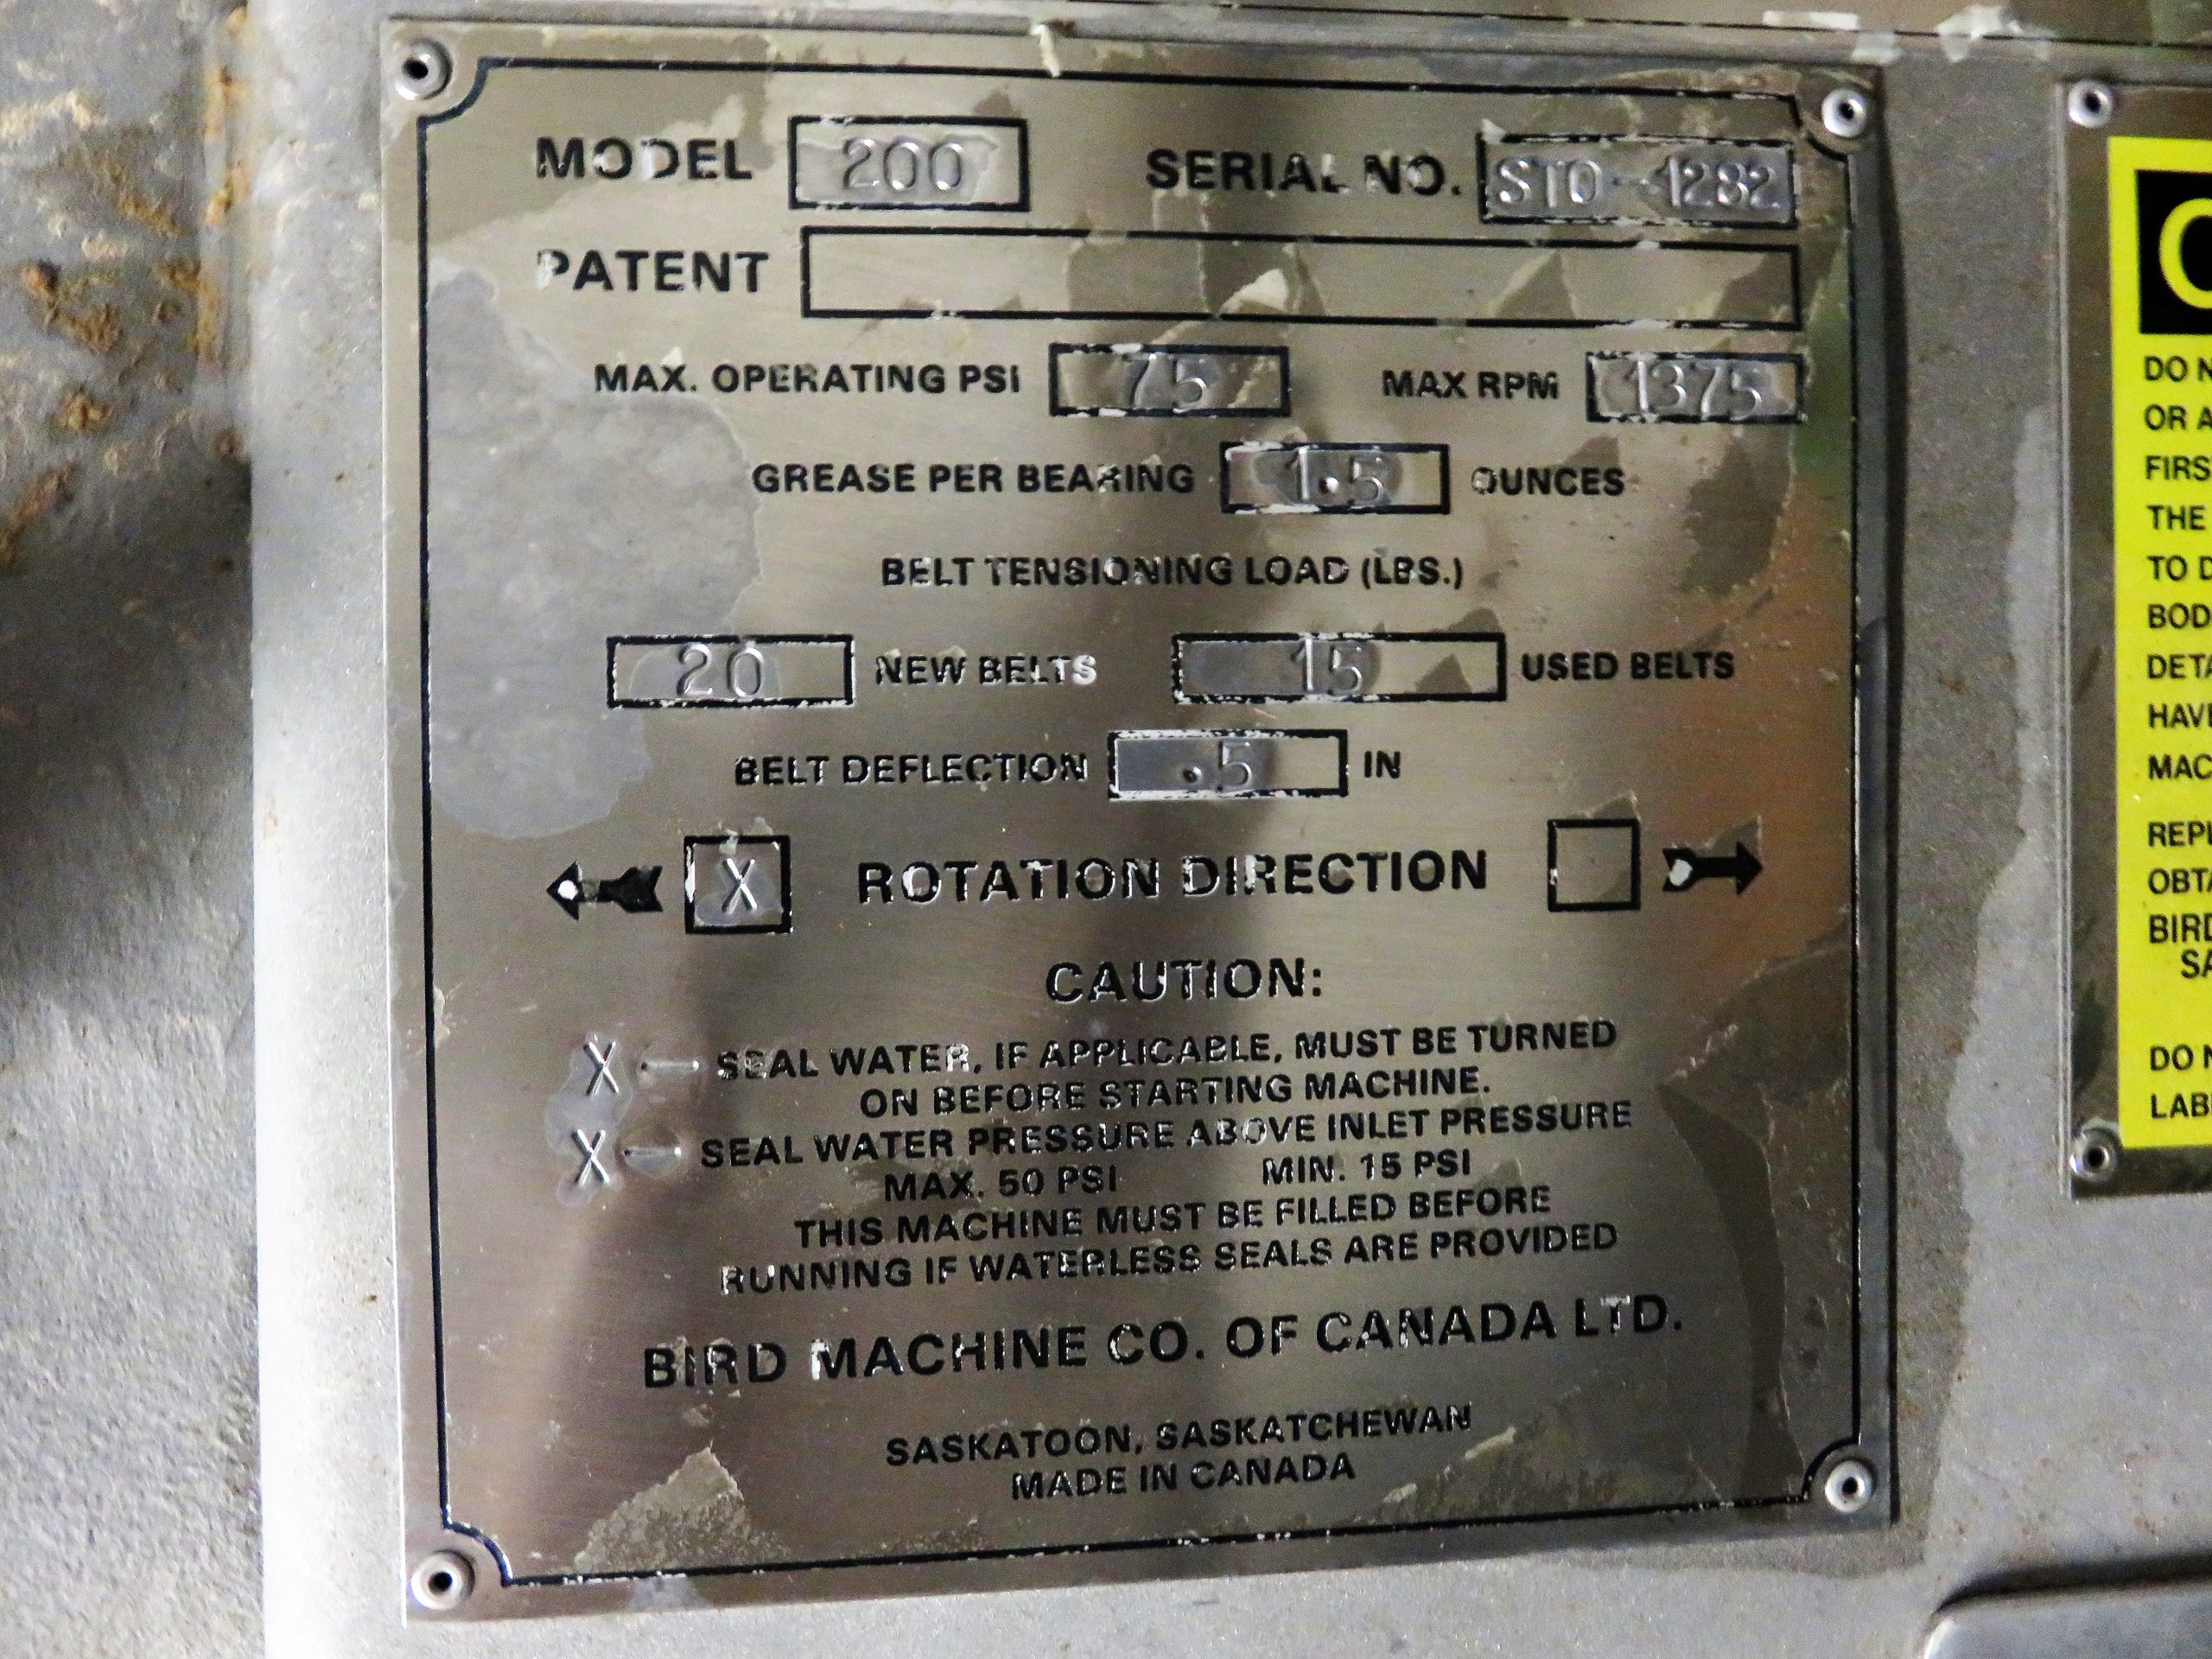 MODEL 200 SERIAL NO. STO-1282
PATENT
MAX. OPERATING PSI 75 MAX RPM 1375
GREASE PER BEARING 1.5 OUNCES
BELT TENSIONING LOAD (LBS.)
20 NEW BELTS 15 USED BELTS
BELT DEFLECTION .5 IN
X ROTATION DIRECTION
CAUTION:
X — SEAL WATER, IF APPLICABLE, MUST BE TURNED
ON BEFORE STARTING MACHINE.
X — SEAL WATER PRESSURE ABOVE INLET PRESSURE
MAX. 50 PSI MIN. 15 PSI
THIS MACHINE MUST BE FILLED BEFORE
RUNNING IF WATERLESS SEALS ARE PROVIDED
BIRD MACHINE CO. OF CANADA LTD.
SASKATOON, SASKATCHEWAN
MADE IN CANADA
DO
OR
THE
TO